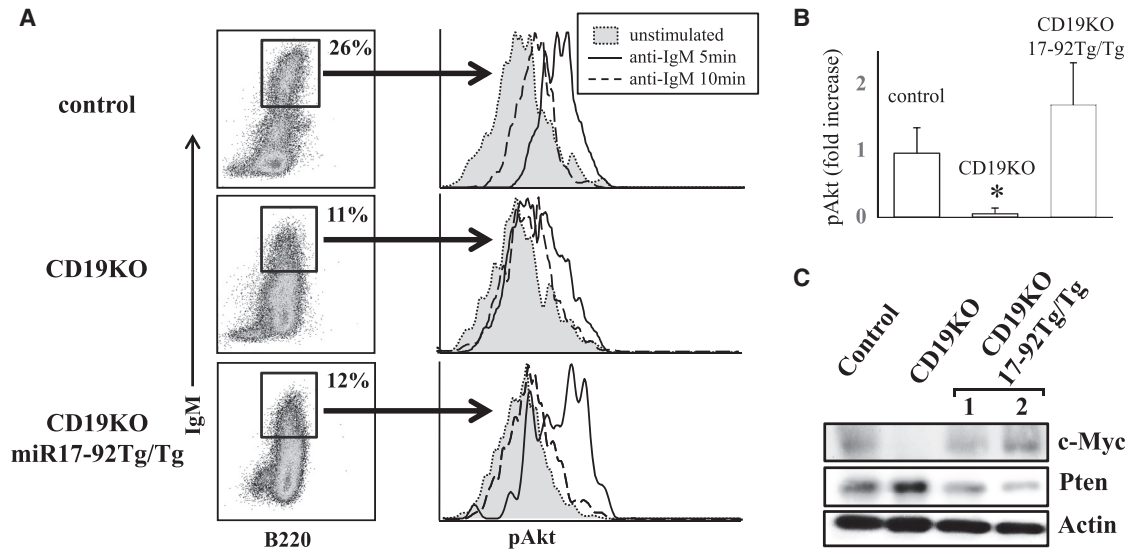 A
control
CD19KO
CD19KO
miR17-92Tg/Tg
IgM
26%
11%
12%
B220
unstimulated
anti-IgM 5min
anti-IgM 10min
pAkt
B
pAkt (fold increase)
2
1
0
control
CD19KO
*
CD19KO
17-92Tg/Tg
C
Control
CD19KO
CD19KO
17-92Tg/Tg
1 2
c-Myc
Pten
Actin